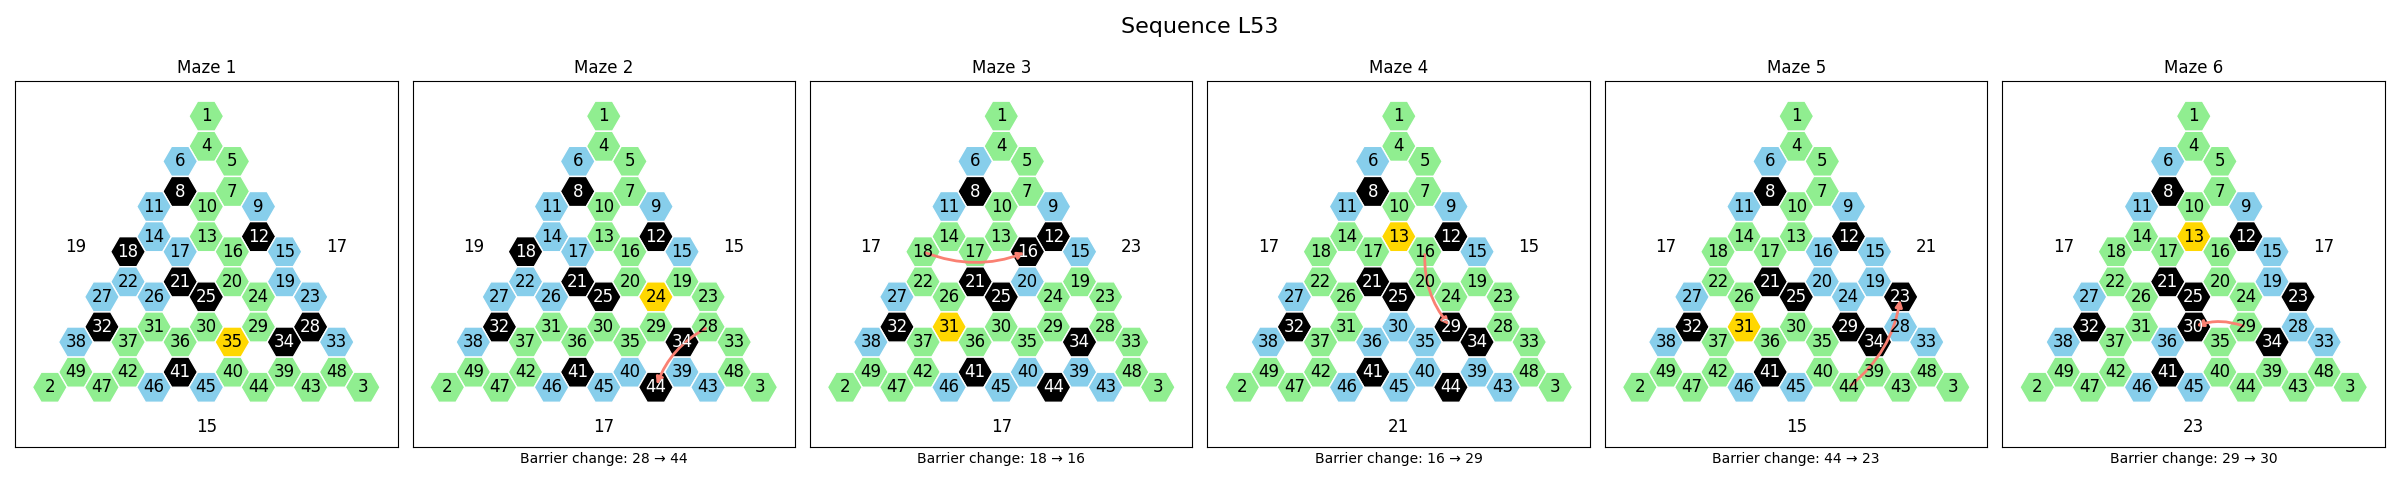 Sequence L53
Maze 1
1
4
6 5
8 7
11 10 9
14 13 12
19 18 17 16 15 17
22 21 20 19
27 26 25 24 23
32 31 30 29 28
38 37 36 35 34 33
49 42 41 40 39 48
2 47 46 45 44 43 3
15
Maze 2
1
4
6 5
8 7
11 10 9
14 13 12
19 18 17 16 15 15
22 21 20 19
27 26 25 24 23
32 31 30 29 28
38 37 36 35 34 33
49 42 41 40 39 48
2 47 46 45 44 43 3
17
Barrier change: 28 → 44
Maze 3
1
4
6 5
8 7
11 10 9
14 13 12
17 18 17 16 15 23
22 21 20 19
27 26 25 24 23
32 31 30 29 28
38 37 36 35 34 33
49 42 41 40 39 48
2 47 46 45 44 43 3
17
Barrier change: 18 → 16
Maze 4
1
4
6 5
8 7
11 10 9
14 13 12
17 18 17 16 15 15
22 21 20 19
27 26 25 24 23
32 31 30 29 28
38 37 36 35 34 33
49 42 41 40 39 48
2 47 46 45 44 43 3
21
Barrier change: 16 → 29
Maze 5
1
4
6 5
8 7
11 10 9
14 13 12
17 18 17 16 15 21
22 21 20 19
27 26 25 24 23
32 31 30 29 28
38 37 36 35 34 33
49 42 41 40 39 48
2 47 46 45 44 43 3
15
Barrier change: 44 → 23
Maze 6
1
4
6 5
8 7
11 10 9
14 13 12
17 18 17 16 15 17
22 21 20 19
27 26 25 24 23
32 31 30 29 28
38 37 36 35 34 33
49 42 41 40 39 48
2 47 46 45 44 43 3
23
Barrier change: 29 → 30